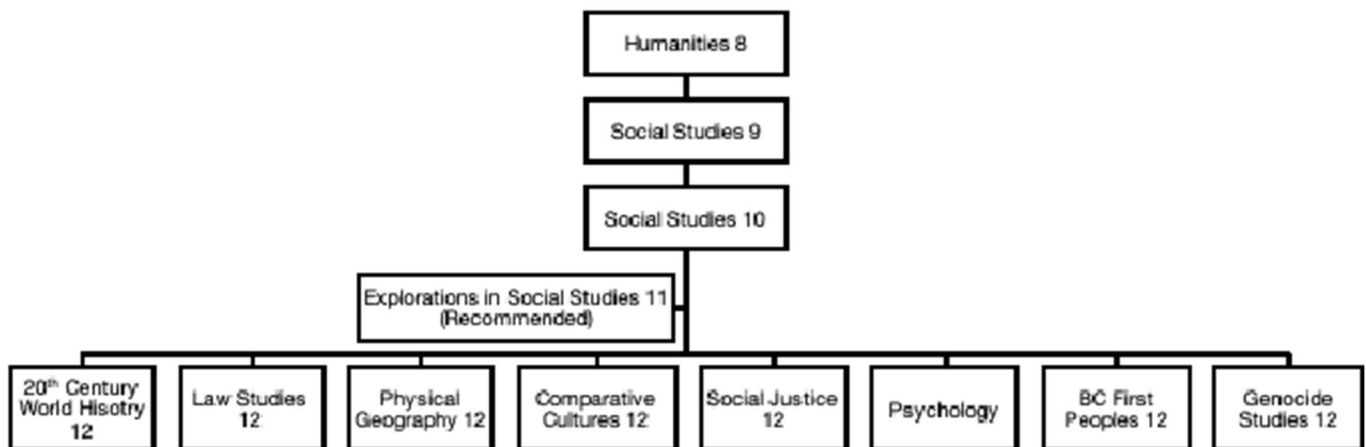 Humanities 8
Social Studies 9
Social Studies 10
Explorations in Social Studies 11
(Recommended)
20th Century
World Hisotry
12
Law Studies
12
Physical
Geography 12
Comparative
Cultures 12
Social Justice
12
Psychology
BC First
Peoples 12
Genocide
Studies 12